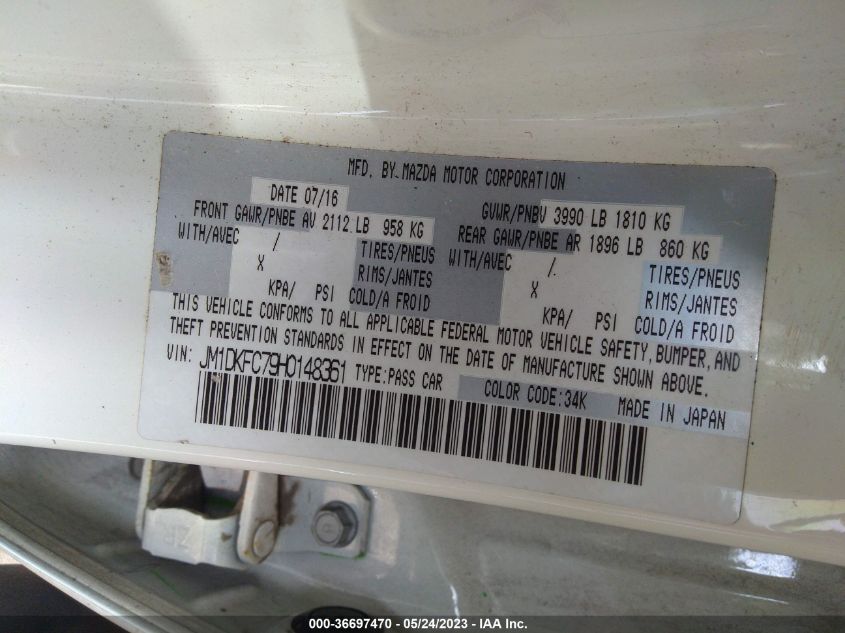 MFD. BY MAZDA MOTOR CORPORATION
DATE 07/16 GVWR/PNBV 3990 LB 1810 KG
FRONT GAWR/PNBE AV 2112 LB 958 KG REAR GAWR/PNBE AR 1896 LB 860 KG
WITH/AVEC / TIRES/PNEUS WITH/AVEC / TIRES/PNEUS
X RIMS/JANTES X RIMS/JANTES
KPA/ PSI COLD/A FROID KPA/ PSI COLD/A FROID
THIS VEHICLE CONFORMS TO ALL APPLICABLE FEDERAL MOTOR VEHICLE SAFETY, BUMPER, AND
THEFT PREVENTION STANDARDS IN EFFECT ON THE DATE OF MANUFACTURE SHOWN ABOVE.
VIN: JM1DKFC79H0148361 TYPE:PASS CAR COLOR CODE:34K MADE IN JAPAN
000-36697470 - 05/24/2023 - IAA Inc.